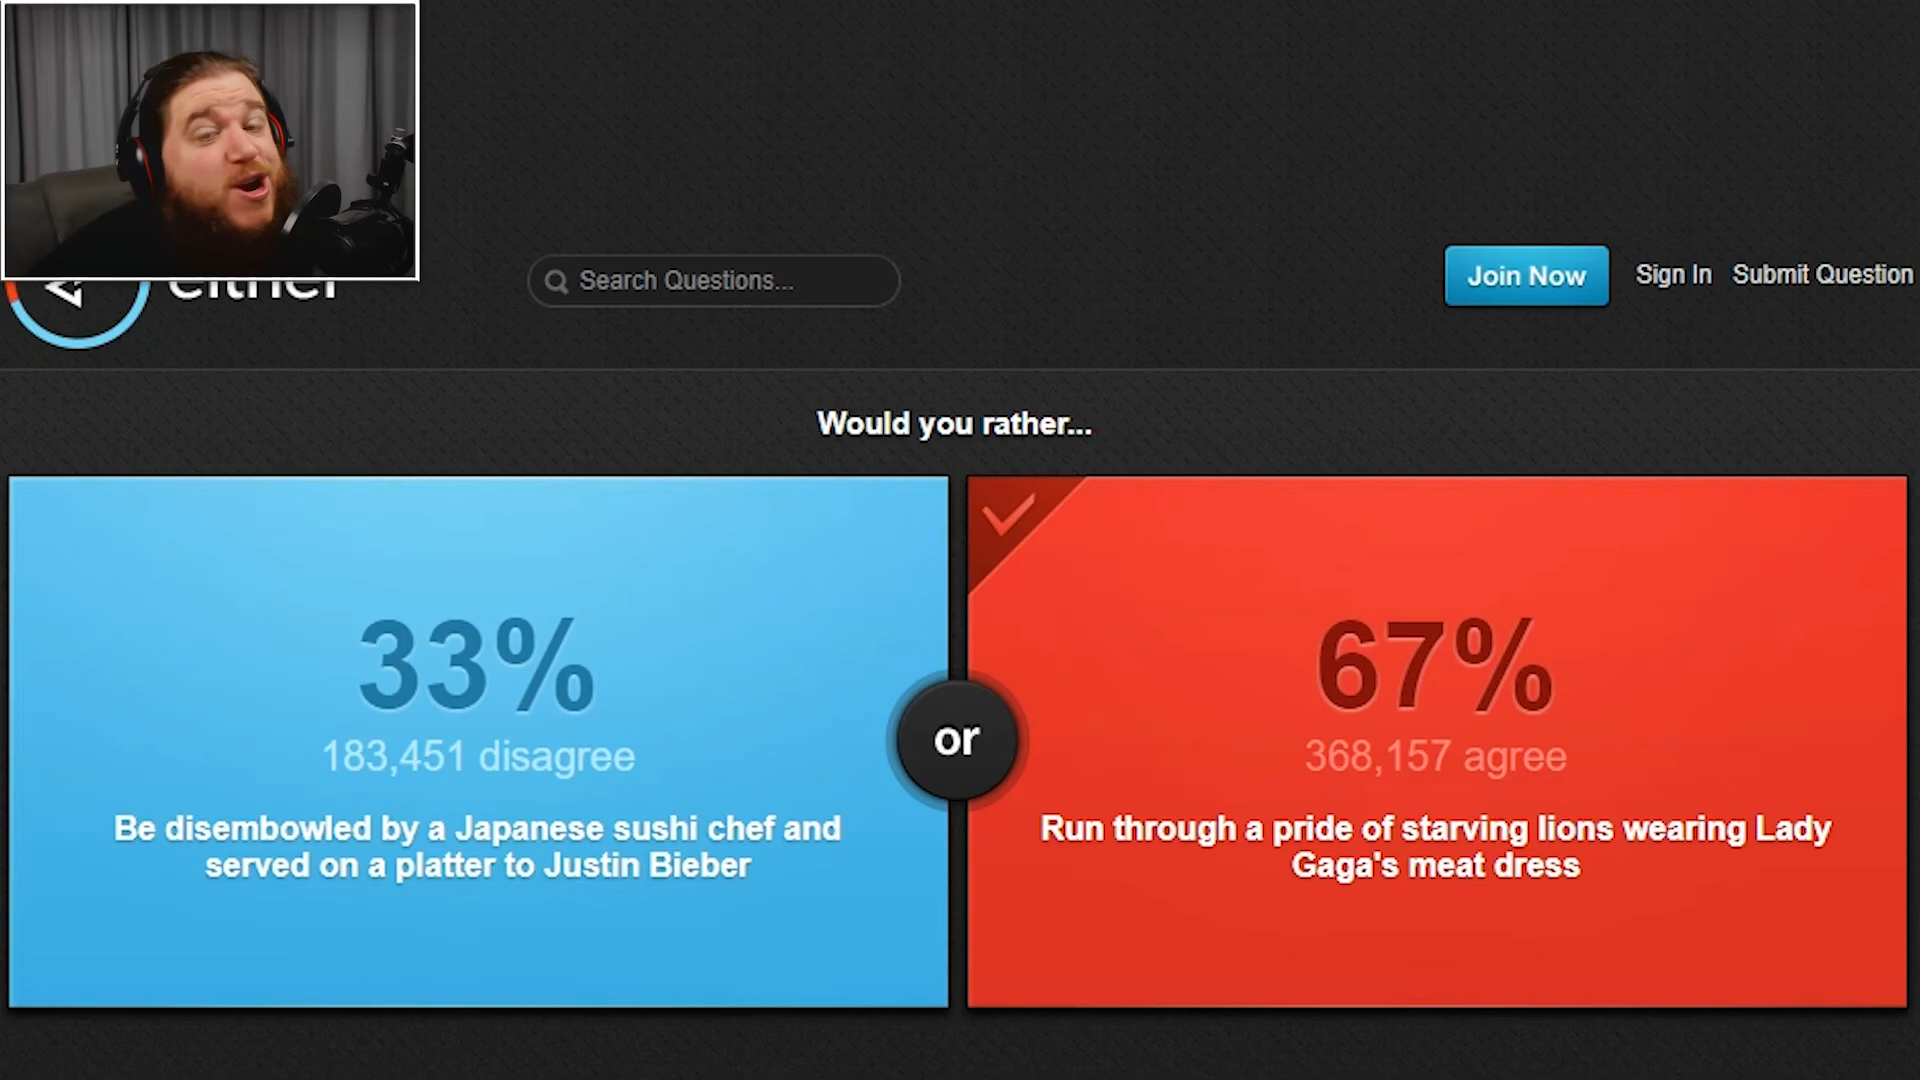 either
Search Questions...
Join Now
Sign In
Submit Question
Would you rather...
33%
183,451 disagree
Be disembowled by a Japanese sushi chef and
served on a platter to Justin Bieber
or
67%
368,157 agree
Run through a pride of starving lions wearing Lady
Gaga's meat dress